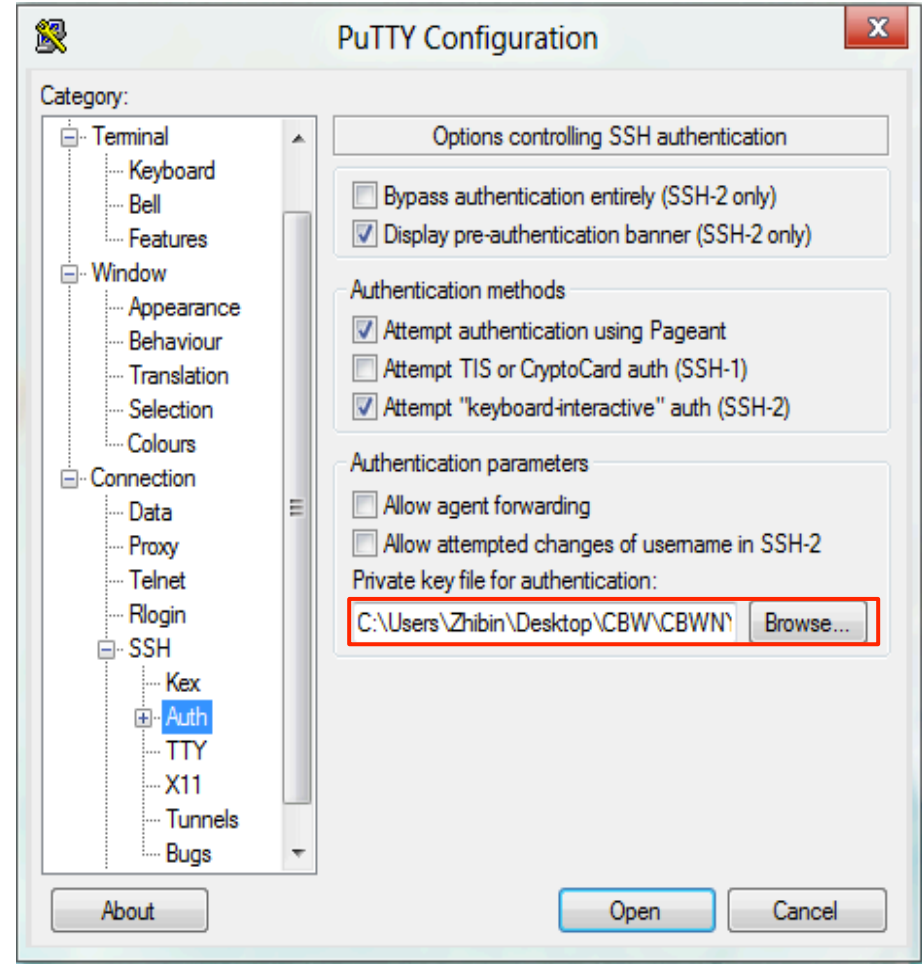 PuTTY Configuration
x
Category:
Terminal
Keyboard
Bell
Features
Window
Appearance
Behaviour
Translation
Selection
Colours
Connection
Data
Proxy
Telnet
Rlogin
SSH
Kex
Auth
TTY
X11
Tunnels
Bugs
Options controlling SSH authentication
Bypass authentication entirely (SSH-2 only)
Display pre-authentication banner (SSH-2 only)
Authentication methods
Attempt authentication using Pageant
Attempt TIS or CryptoCard auth (SSH-1)
Attempt "keyboard-interactive" auth (SSH-2)
Authentication parameters
Allow agent forwarding
Allow attempted changes of username in SSH-2
Private key file for authentication:
C:\Users\Zhibin\Desktop\CBW\CBWNY Browse...
About Open Cancel